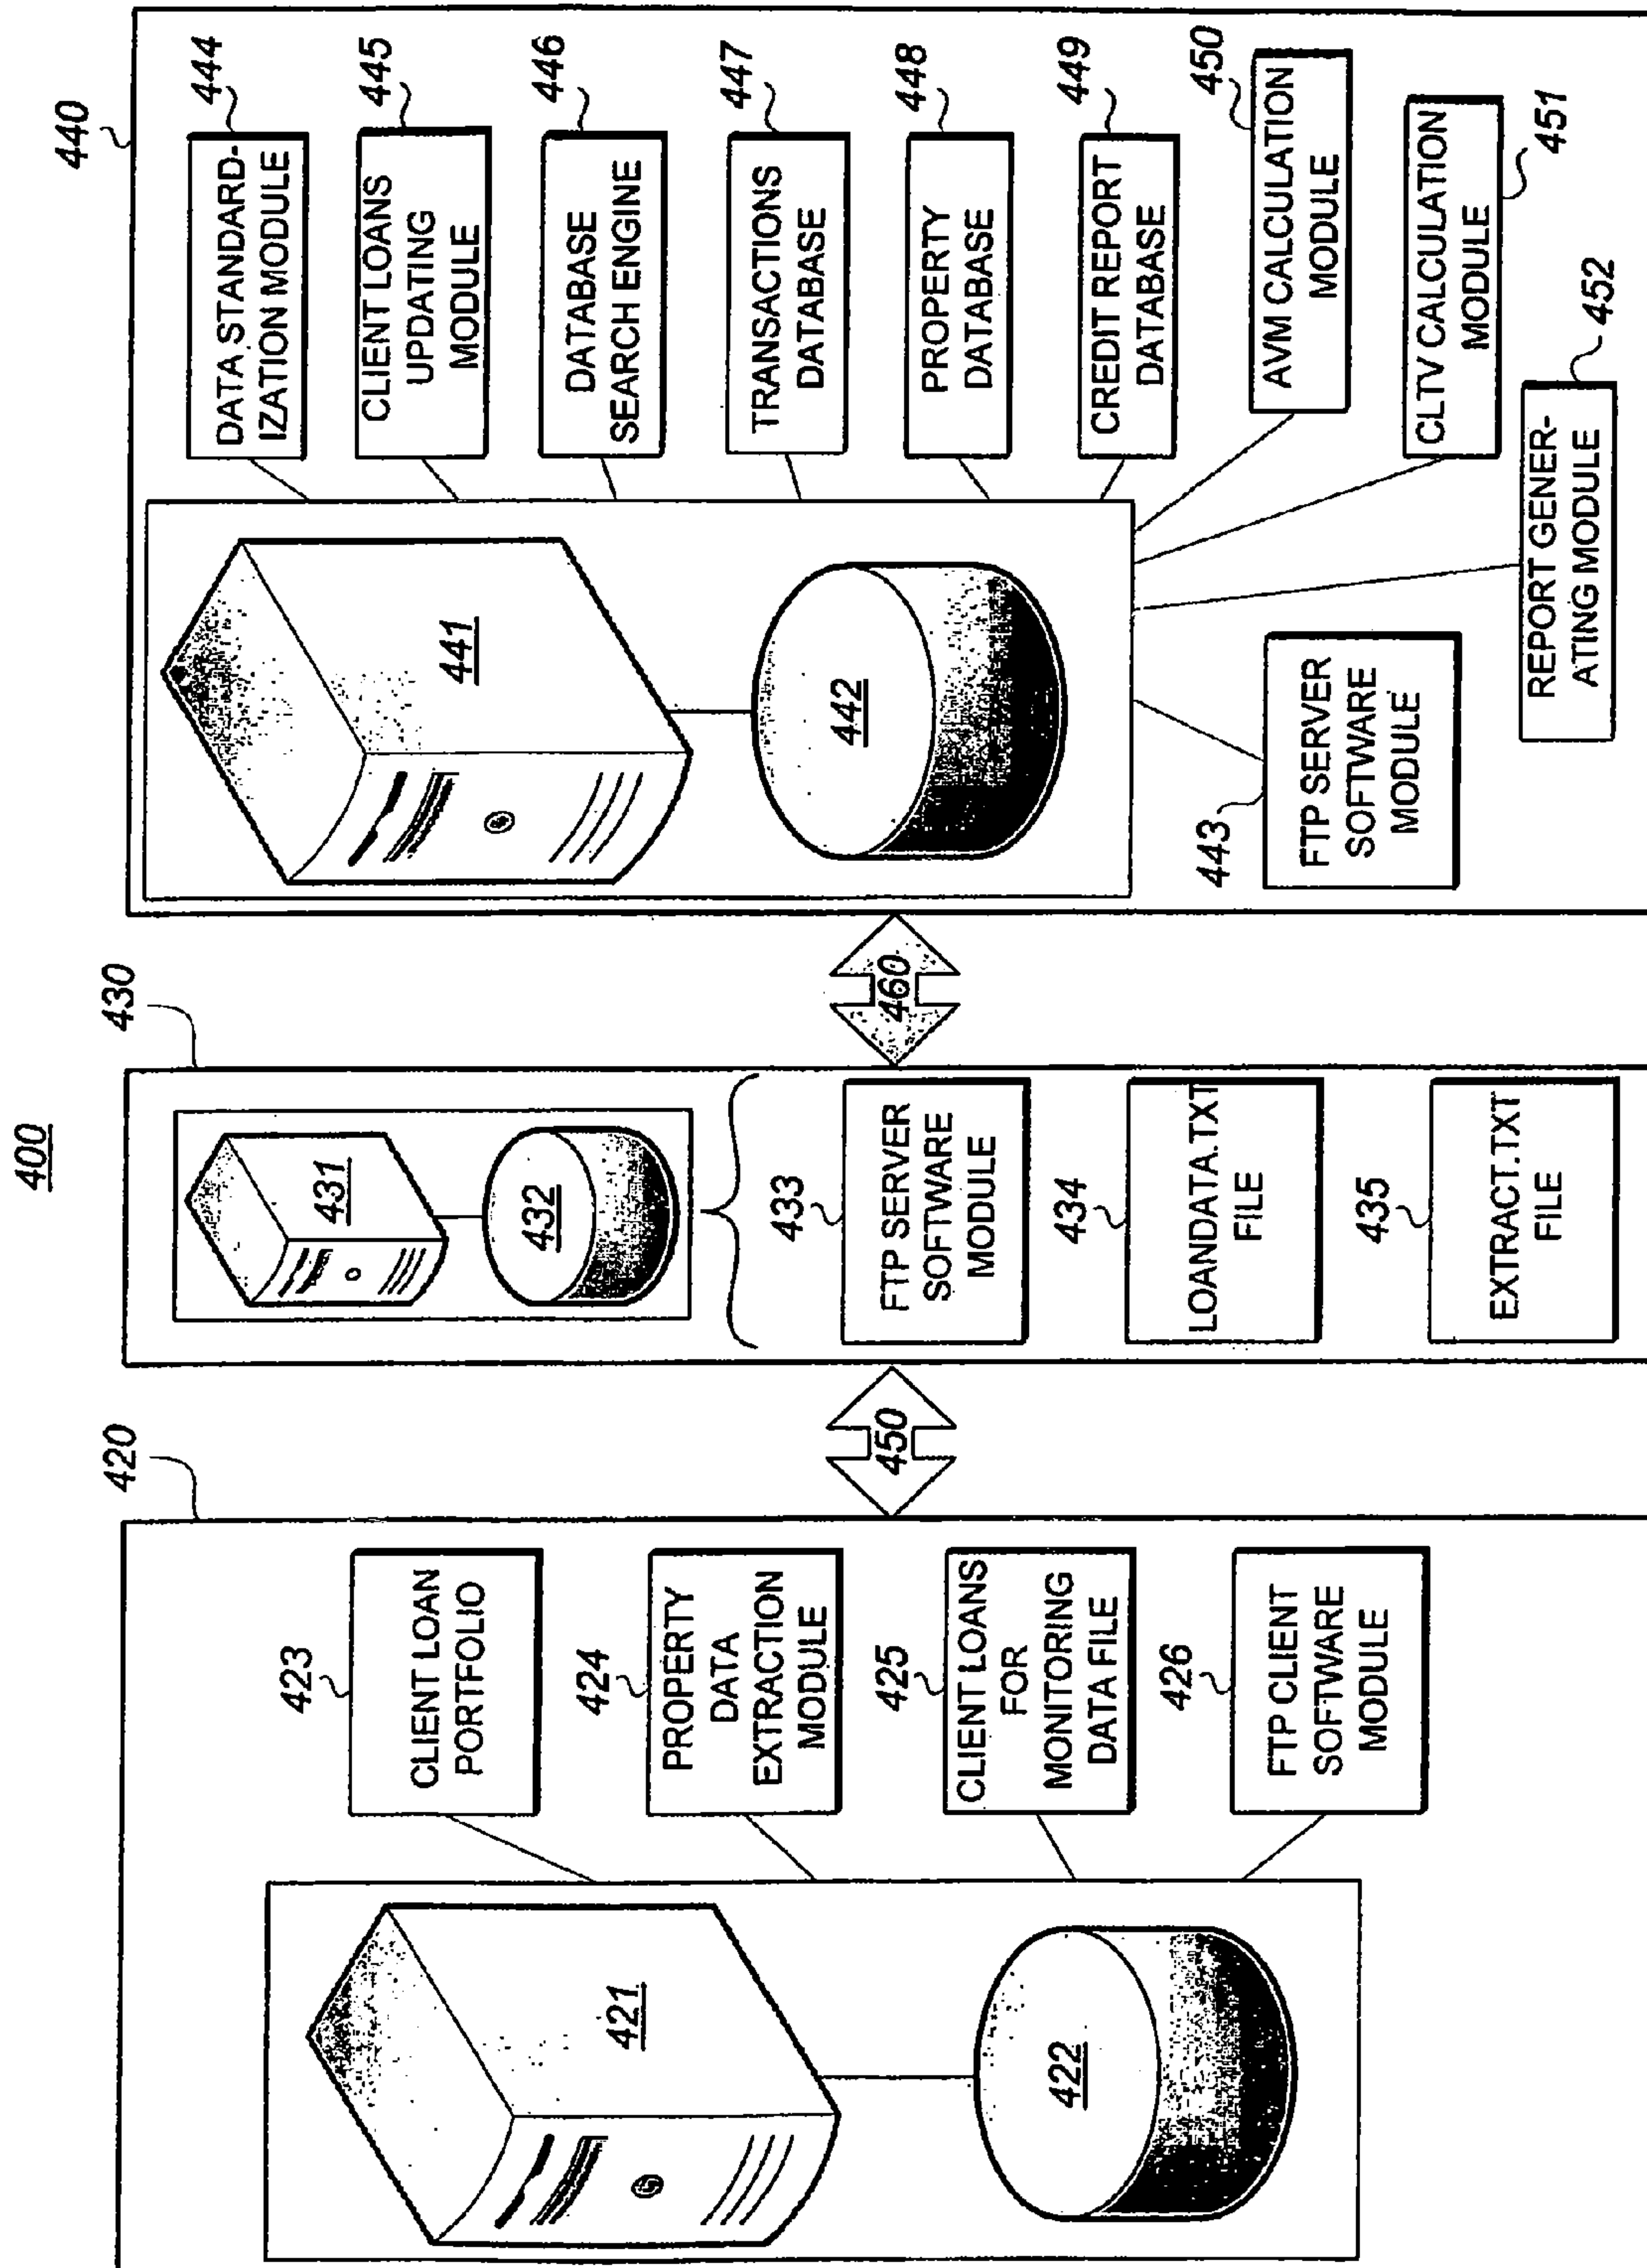 400
420
421
422
423
CLIENT LOAN
PORTFOLIO
424
PROPERTY
DATA
EXTRACTION
MODULE
425
CLIENT LOANS
FOR
MONITORING
DATA FILE
426
FTP CLIENT
SOFTWARE
MODULE
450
430
431
432
433
FTP SERVER
SOFTWARE
MODULE
434
LOANDATA.TXT
FILE
435
EXTRACT.TXT
FILE
460
440
441
442
443
FTP SERVER
SOFTWARE
MODULE
444
DATA STANDARD-
IZATION MODULE
445
CLIENT LOANS
UPDATING
MODULE
446
DATABASE
SEARCH ENGINE
447
TRANSACTIONS
DATABASE
448
PROPERTY
DATABASE
449
CREDIT REPORT
DATABASE
450
AVM CALCULATION
MODULE
CLTV CALCULATION
MODULE
451
REPORT GENER-
ATING MODULE
452